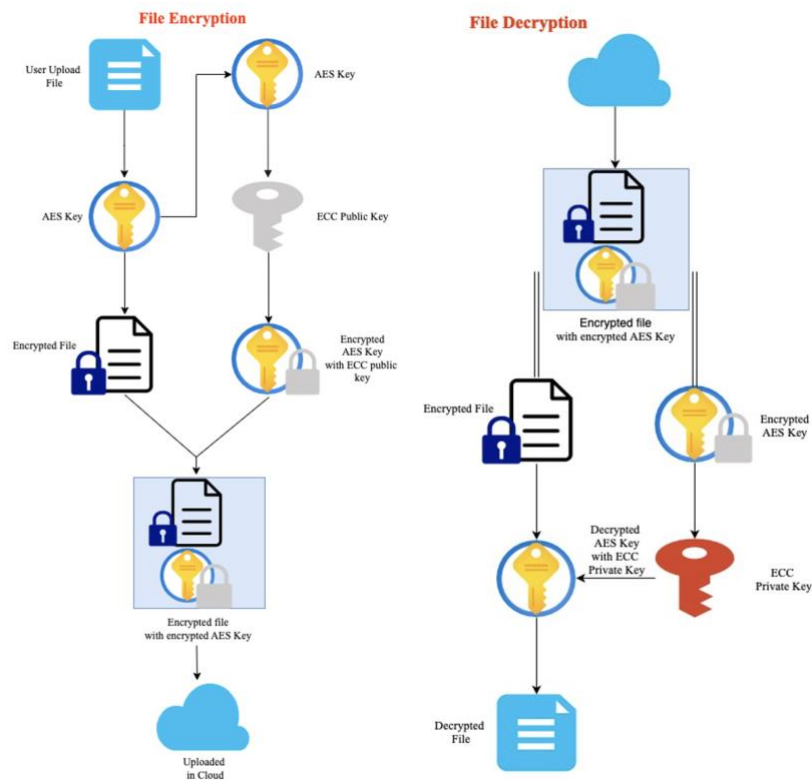 File Encryption
User Upload
File
AES Key
AES Key
ECC Public Key
Encrypted File
Encrypted
AES Key
with ECC public
key
Encrypted file
with encrypted AES Key
Uploaded
in Cloud
File Decryption
Encrypted file
with encrypted AES Key
Encrypted File
Encrypted
AES Key
Decrypted
AES Key
with ECC
Private Key
ECC
Private Key
Decrypted
File